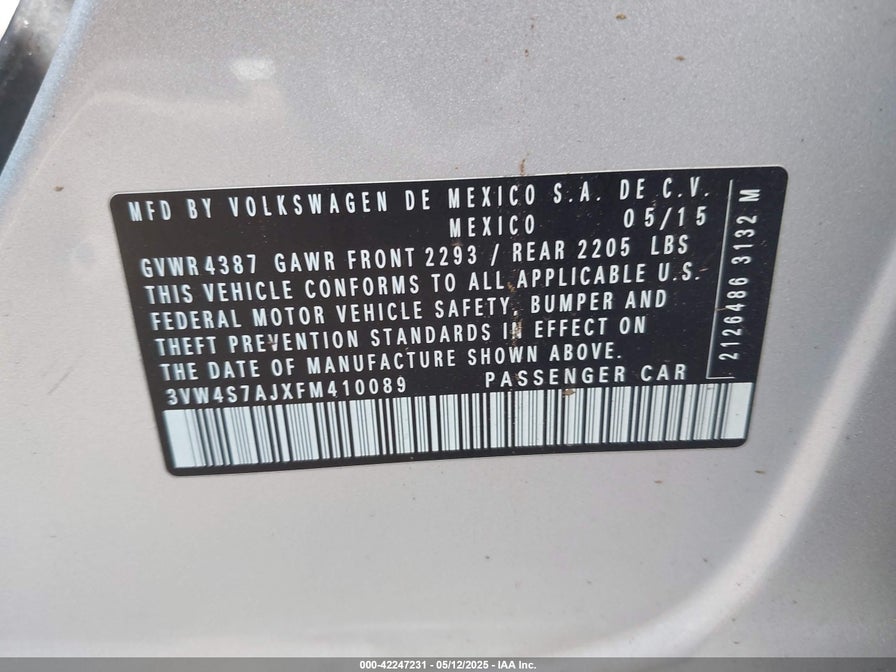 MFD BY VOLKSWAGEN DE MEXICO S.A. DE C.V.
MEXICO 05/15
GVWR 4387 GAWR FRONT 2293 / REAR 2205 LBS
THIS VEHICLE CONFORMS TO ALL APPLICABLE U.S.
FEDERAL MOTOR VEHICLE SAFETY, BUMPER AND
THEFT PREVENTION STANDARDS IN EFFECT ON
THE DATE OF MANUFACTURE SHOWN ABOVE.
3VW4S7AJXFM410089 PASSENGER CAR
2126486 3132 M
000-42247231 - 05/12/2025 - IAA Inc.